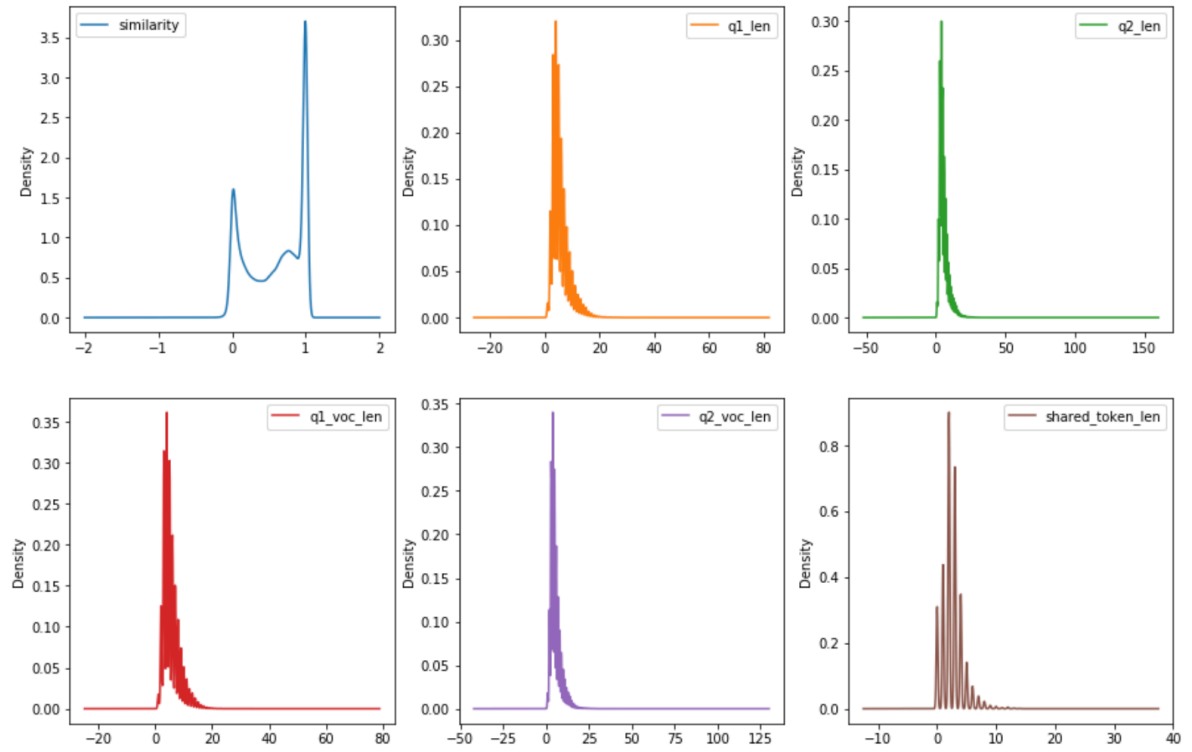 similarity
Density
3.5
3.0
2.5
2.0
1.5
1.0
0.5
0.0
−2 −1 0 1 2
q1_len
Density
0.30
0.25
0.20
0.15
0.10
0.05
0.00
−20 0 20 40 60 80
q2_len
Density
0.30
0.25
0.20
0.15
0.10
0.05
0.00
−50 0 50 100 150
q1_voc_len
Density
0.35
0.30
0.25
0.20
0.15
0.10
0.05
0.00
−20 0 20 40 60 80
q2_voc_len
Density
0.35
0.30
0.25
0.20
0.15
0.10
0.05
0.00
−50 −25 0 25 50 75 100 125
shared_token_len
Density
0.8
0.6
0.4
0.2
0.0
−10 0 10 20 30 40